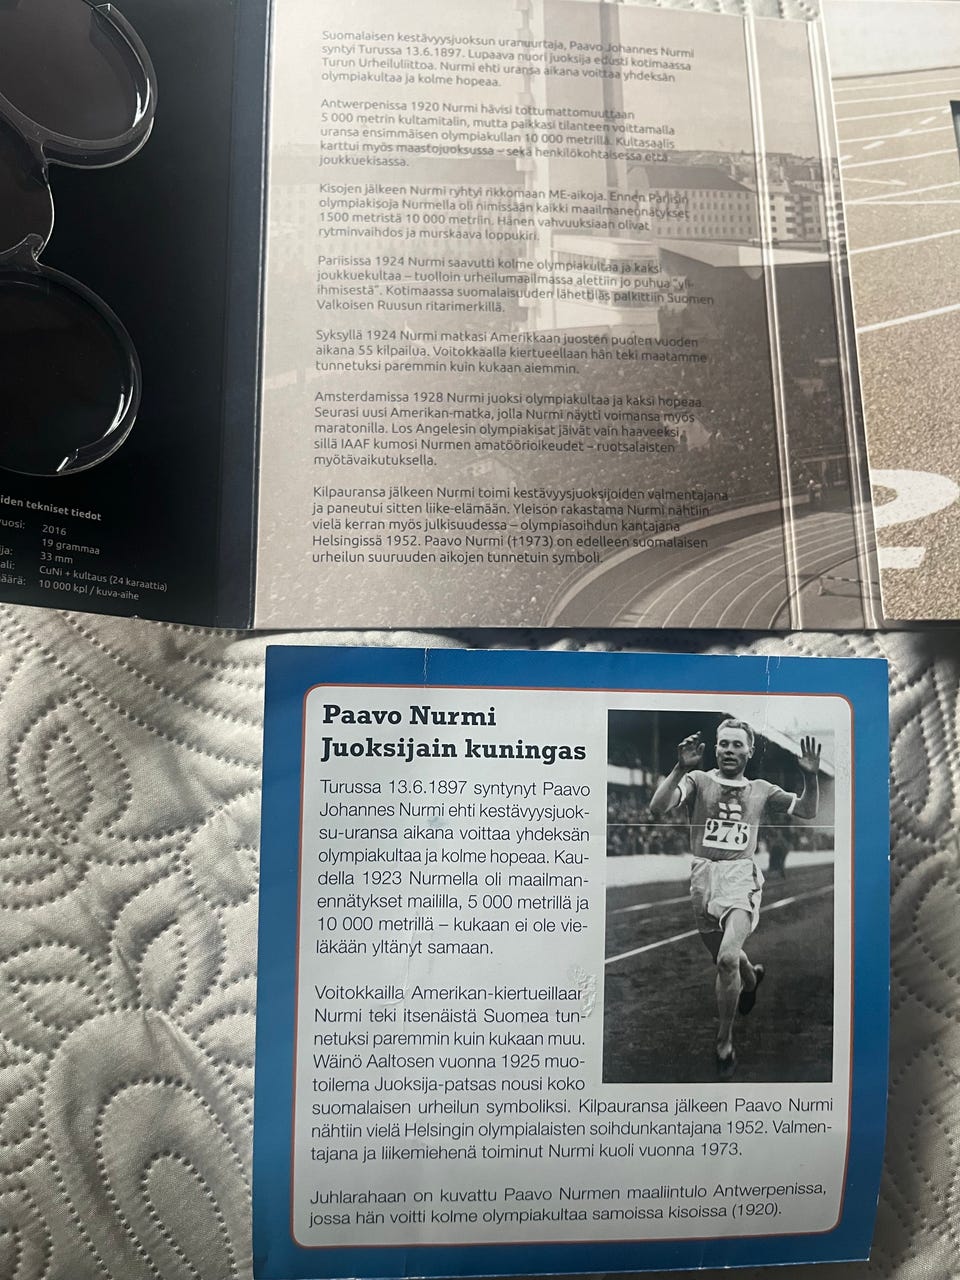 Suomalaisen kestävyysjuoksun uranuurtaja, Paavo Johannes Nurmi
syntyi Turussa 13.6.1897. Lupaava nuori juoksija edusti kotimaassa
Turun Urheiluliittoa. Nurmi ehti uransa aikana voittaa yhdeksän
olympiakultaa ja kolme hopeaa.
Antwerpenissa 1920 Nurmi hävisi tottumattomuuttaan
5 000 metrin kultamitalin, mutta paikkasi tilanteen voittamalla
uransa ensimmäisen olympiakullan 10 000 metrillä. Kultasaalis
karttui myös maastojuoksussa – sekä henkilökohtaisessa että
joukkuekisassa.
Kisojen jälkeen Nurmi ryhtyi rikkomaan ME-aikoja. Ennen Pariisin
olympiakisoja Nurmella oli nimissään kaikki maailmanennätykset
1500 metristä 10 000 metriin. Hänen vahvuuksiaan olivat
rytminvaihdos ja murskaava loppukiri.
Pariisissa 1924 Nurmi saavutti kolme olympiakultaa ja kaksi
joukkuekultaa – tuolloin urheilumaailmassa alettiin jo puhua "yli-
ihmisestä". Kotimaassa suomalaisuuden lähettiläs palkittiin Suomen
Valkoisen Ruusun ritarimerkillä.
Syksyllä 1924 Nurmi matkasi Amerikkaan juosten puolen vuoden
aikana 55 kilpailua. Voitokkaalla kiertueellaan hän teki maatamme
tunnetuksi paremmin kuin kukaan aiemmin.
Amsterdamissa 1928 Nurmi juoksi olympiakultaa ja kaksi hopeaa.
Seurasi uusi Amerikan-matka, jolla Nurmi näytti voimansa myös
maratonilla. Los Angelesin olympiakisat jäivät vain haaveeksi,
sillä IAAF kumosi Nurmen amatöörioikeudet – ruotsalaisten
myötävaikutuksella.
Kilpauransa jälkeen Nurmi toimi kestävyysjuoksijoiden valmentajana
ja paneutui sitten liike-elämään. Yleisön rakastama Nurmi nähtiin
vielä kerran myös julkisuudessa – olympiasoihdun kantajana
Helsingissä 1952. Paavo Nurmi (†1973) on edelleen suomalaisen
urheilun suuruuden aikojen tunnetuin symboli.
iden tekniset tiedot
uosi: 2016
19 grammaa
ja: 33 mm
ali: CuNi + kultaus (24 karaattia)
äärä: 10 000 kpl / kuva-aihe
2
Paavo Nurmi
Juoksijain kuningas
Turussa 13.6.1897 syntynyt Paavo
Johannes Nurmi ehti kestävyysjuok-
su-uransa aikana voittaa yhdeksän
olympiakultaa ja kolme hopeaa. Kau-
della 1923 Nurmella oli maailman-
ennätykset maililla, 5 000 metrillä ja
10 000 metrillä – kukaan ei ole vie-
läkään yltänyt samaan.
Voitokkailla Amerikan-kiertueillaan
Nurmi teki itsenäistä Suomea tun-
netuksi paremmin kuin kukaan muu.
Wäinö Aaltosen vuonna 1925 muo-
toilema Juoksija-patsas nousi koko
suomalaisen urheilun symboliksi. Kilpauransa jälkeen Paavo Nurmi
nähtiin vielä Helsingin olympialaisten soihdunkantajana 1952. Valmen-
tajana ja liikemiehenä toiminut Nurmi kuoli vuonna 1973.
Juhlarahaan on kuvattu Paavo Nurmen maaliintulo Antwerpenissa,
jossa hän voitti kolme olympiakultaa samoissa kisoissa (1920).
275